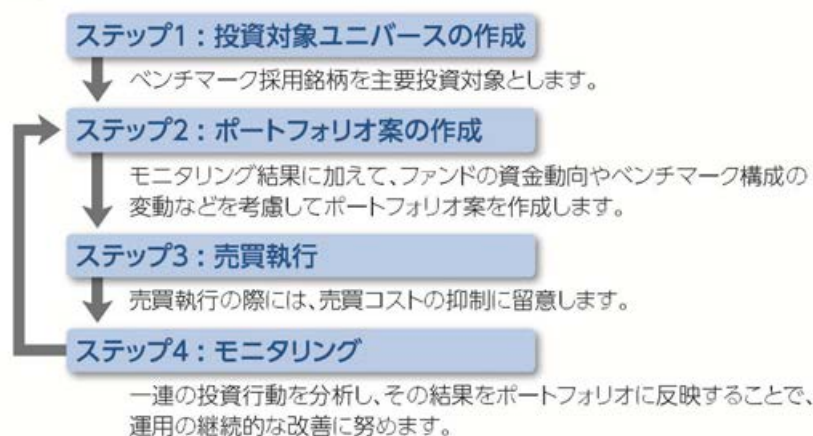 ステップ1：投資対象ユニバースの作成
ベンチマーク採用銘柄を主要投資対象とします。
ステップ2：ポートフォリオ案の作成
モニタリング結果に加えて、ファンドの資金動向やベンチマーク構成の
変動などを考慮してポートフォリオ案を作成します。
ステップ3：売買執行
売買執行の際には、売買コストの抑制に留意します。
ステップ4：モニタリング
一連の投資行動を分析し、その結果をポートフォリオに反映することで、
運用の継続的な改善に努めます。